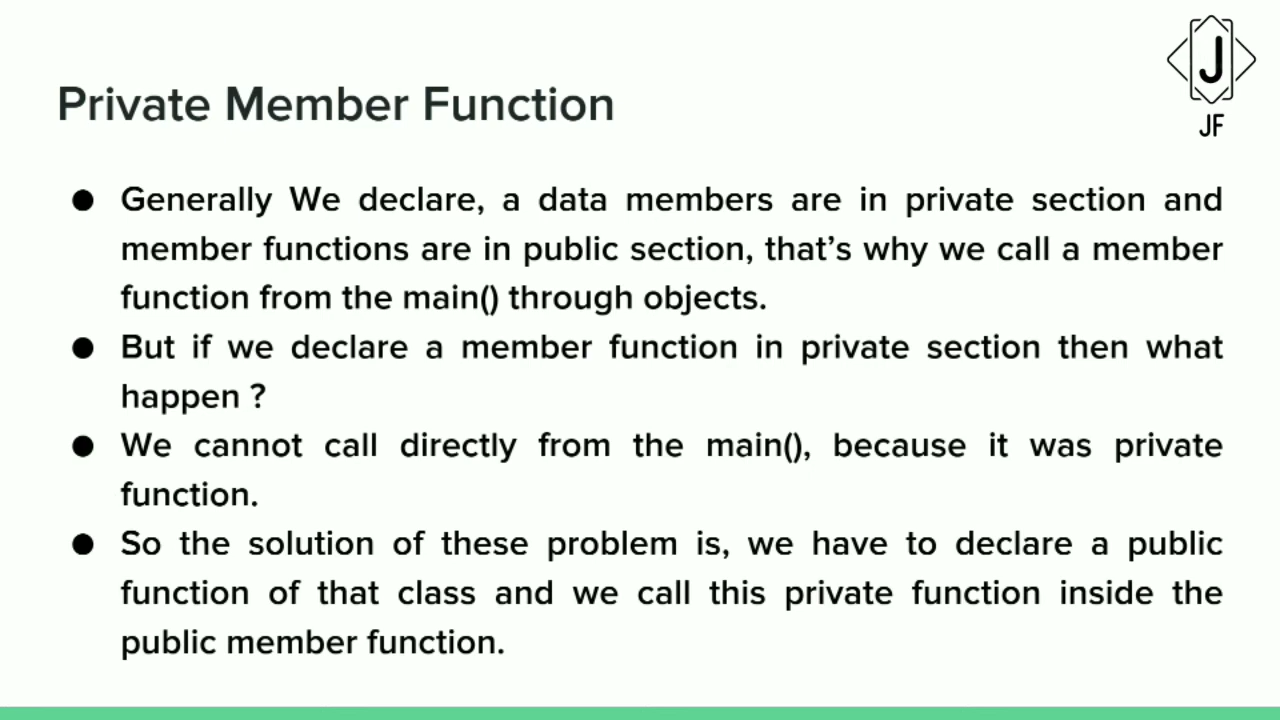 J
JF
Private Member Function
● Generally We declare, a data members are in private section and
member functions are in public section, that’s why we call a member
function from the main() through objects.
● But if we declare a member function in private section then what
happen ?
● We cannot call directly from the main(), because it was private
function.
● So the solution of these problem is, we have to declare a public
function of that class and we call this private function inside the
public member function.